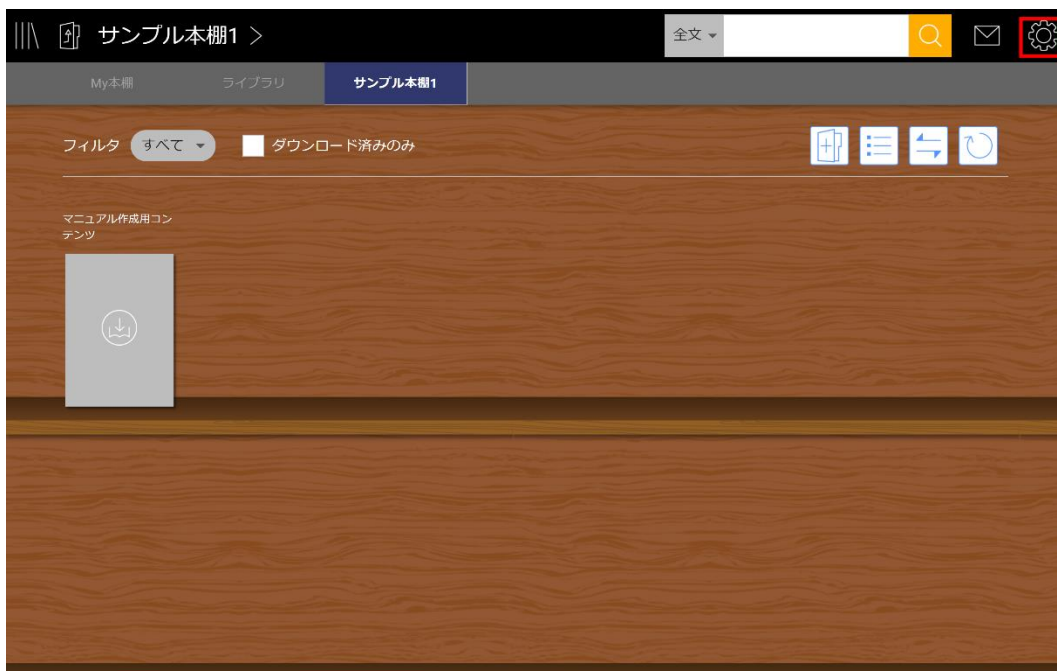 サンプル本棚1 >
全文
My本棚
ライブラリ
サンプル本棚1
フィルタ
すべて
ダウンロード済みのみ
マニュアル作成用コン
テンツ